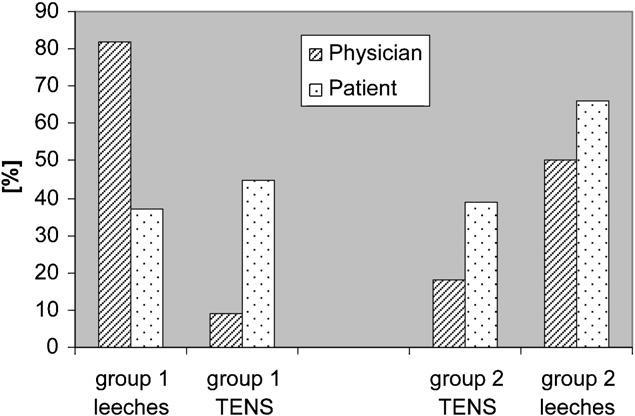 90
80
70
60
50
40
30
20
10
0
[%]
Physician
Patient
group 1
leeches
group 1
TENS
group 2
TENS
group 2
leeches